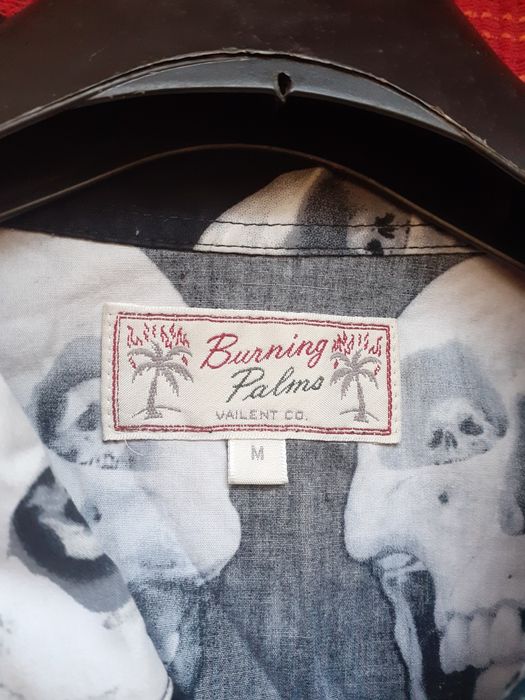 Burning
Palms
VAILENT CO.
M